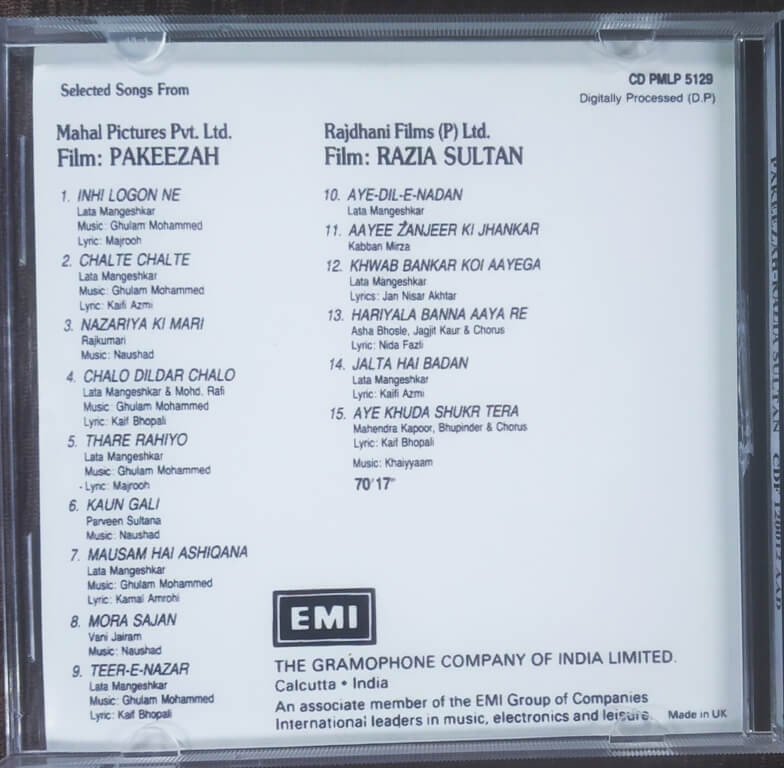 Selected Songs From
CD PMLP 5129
Digitally Processed (D.P)
Mahal Pictures Pvt. Ltd.
Film: PAKEEZAH
1. INHI LOGON NE
Lata Mangeshkar
Music: Ghulam Mohammed
Lyric: Majrooh
2. CHALTE CHALTE
Lata Mangeshkar
Music: Ghulam Mohammed
Lyric: Kaifi Azmi
3. NAZARIYA KI MARI
Rajkumari
Music: Naushad
4. CHALO DILDAR CHALO
Lata Mangeshkar & Mohd. Rafi
Music: Ghulam Mohammed
Lyric: Kaif Bhopali
5. THARE RAHIYO
Lata Mangeshkar
Music: Ghulam Mohammed
Lyric: Majrooh
6. KAUN GALI
Parveen Sultana
Music: Naushad
7. MAUSAM HAI ASHIQANA
Lata Mangeshkar
Music: Ghulam Mohammed
Lyric: Kamal Amrohi
8. MORA SAJAN
Vani Jairam
Music: Naushad
9. TEER-E-NAZAR
Lata Mangeshkar
Music: Ghulam Mohammed
Lyric: Kaif Bhopali
Rajdhani Films (P) Ltd.
Film: RAZIA SULTAN
10. AYE-DIL-E-NADAN
Lata Mangeshkar
11. AAYEE ZANJEER KI JHANKAR
Kabban Mirza
12. KHWAB BANKAR KOI AAYEGA
Lata Mangeshkar
Lyrics: Jan Nisar Akhtar
13. HARIYALA BANNA AAYA RE
Asha Bhosle, Jagjit Kaur & Chorus
Lyric: Nida Fazli
14. JALTA HAI BADAN
Lata Mangeshkar
Lyric: Kaifi Azmi
15. AYE KHUDA SHUKR TERA
Mahendra Kapoor, Bhupinder & Chorus
Lyric: Kaif Bhopali
Music: Khaiyyaam
70'17"
EMI
THE GRAMOPHONE COMPANY OF INDIA LIMITED.
Calcutta • India
An associate member of the EMI Group of Companies
International leaders in music, electronics and leisure.
Made in UK